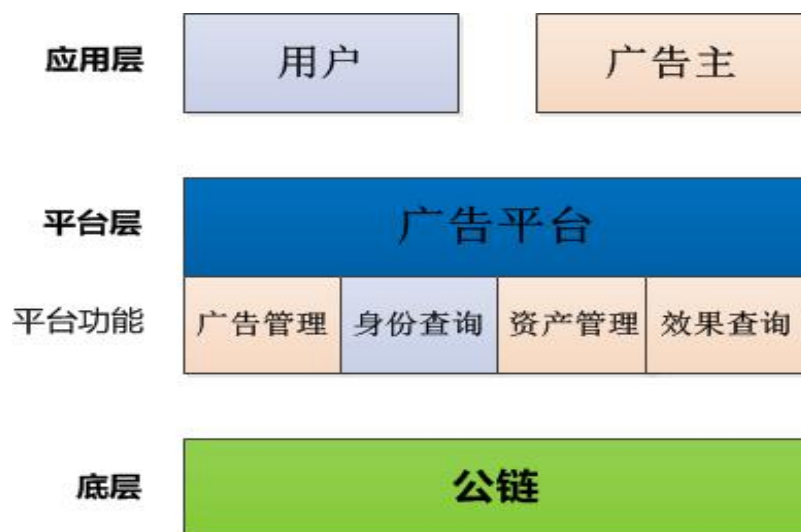 应用层 用户 广告主
平台层 广告平台
平台功能 广告管理 身份查询 资产管理 效果查询
底层 公链